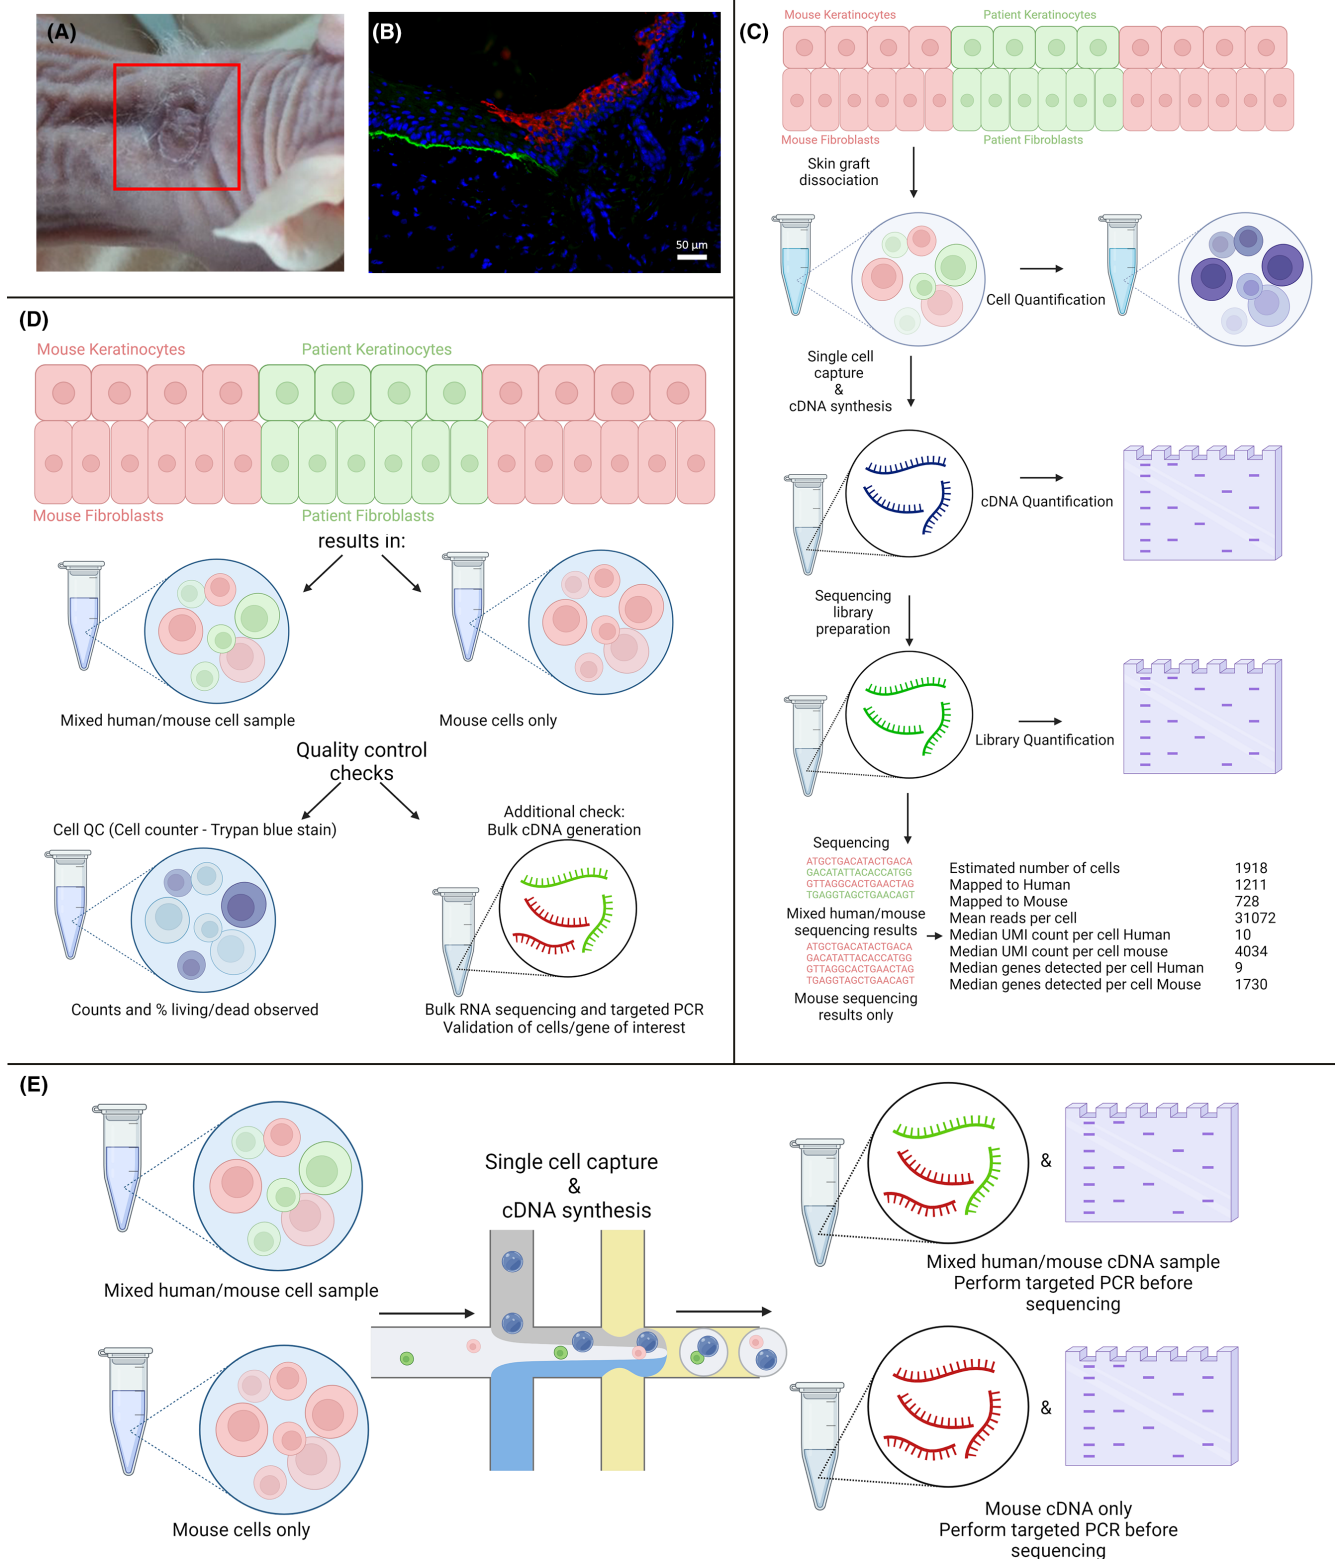 (A)
(B)
50 µm
(C)
Mouse Keratinocytes
Patient Keratinocytes
Mouse Fibroblasts
Patient Fibroblasts
Skin graft
dissociation
Cell Quantification
Single cell
capture
&
cDNA synthesis
cDNA Quantification
Sequencing
library
preparation
Library Quantification
Sequencing
ATGCTGACATACTGACA
GACATATTACACCATGG
GTTAGGCACTGAACTAG
TGAGGTAGCTGAACAGT
Mixed human/mouse
sequencing results
ATGCTGACATACTGACA
GACATATTACACCATGG
GTTAGGCACTGAACTAG
TGAGGTAGCTGAACAGT
Mouse sequencing
results only
Estimated number of cells 1918
Mapped to Human 1211
Mapped to Mouse 728
Mean reads per cell 31072
Median UMI count per cell Human 10
Median UMI count per cell mouse 4034
Median genes detected per cell Human 9
Median genes detected per cell Mouse 1730
(D)
Mouse Keratinocytes
Patient Keratinocytes
Mouse Fibroblasts
Patient Fibroblasts
results in:
Mixed human/mouse cell sample
Mouse cells only
Quality control
checks
Cell QC (Cell counter - Trypan blue stain)
Counts and % living/dead observed
Additional check:
Bulk cDNA generation
Bulk RNA sequencing and targeted PCR
Validation of cells/gene of interest
(E)
Mixed human/mouse cell sample
Mouse cells only
Single cell capture
&
cDNA synthesis
&
Mixed human/mouse cDNA sample
Perform targeted PCR before
sequencing
&
Mouse cDNA only
Perform targeted PCR before
sequencing